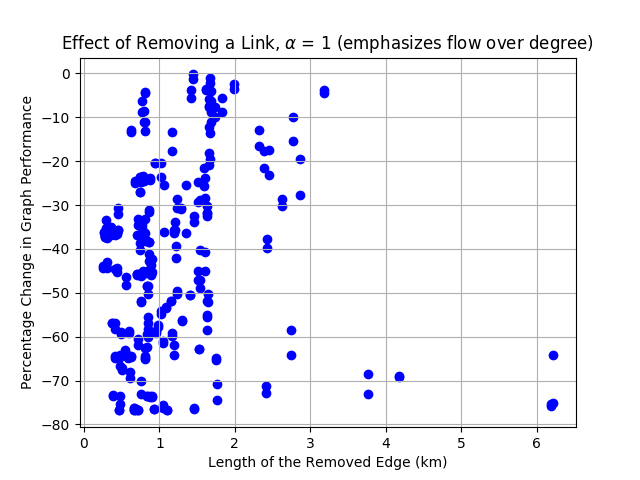 Effect of Removing a Link, α = 1 (emphasizes flow over degree)
Percentage Change in Graph Performance
0
−10
−20
−30
−40
−50
−60
−70
−80
0 1 2 3 4 5 6
Length of the Removed Edge (km)